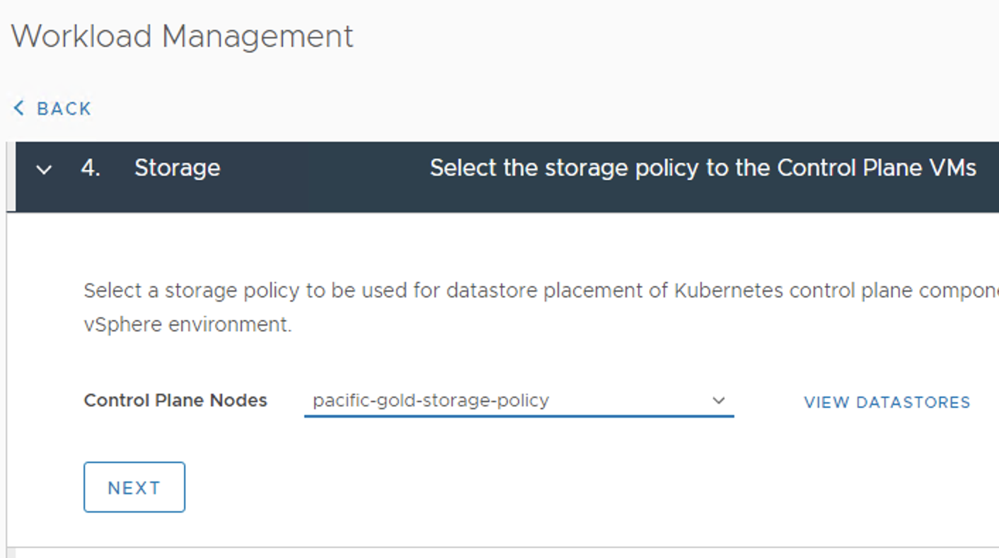 Workload Management
BACK
4. Storage Select the storage policy to the Control Plane VMs
Select a storage policy to be used for datastore placement of Kubernetes control plane
vSphere environment.
Control Plane Nodes pacific-gold-storage-policy VIEW DATASTORES
NEXT